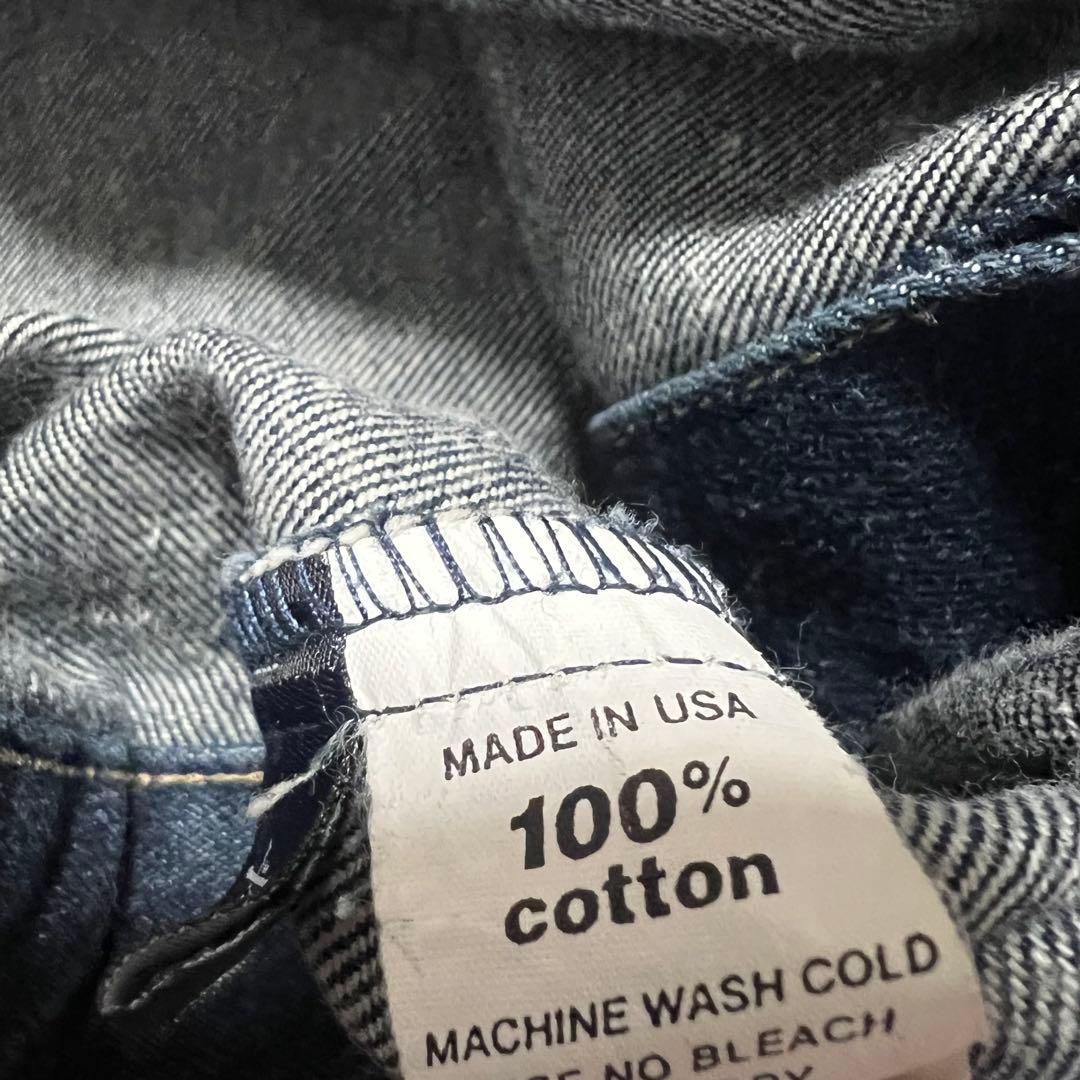 MADE IN USA
100%
cotton
MACHINE WASH COLD
NO BLEACH